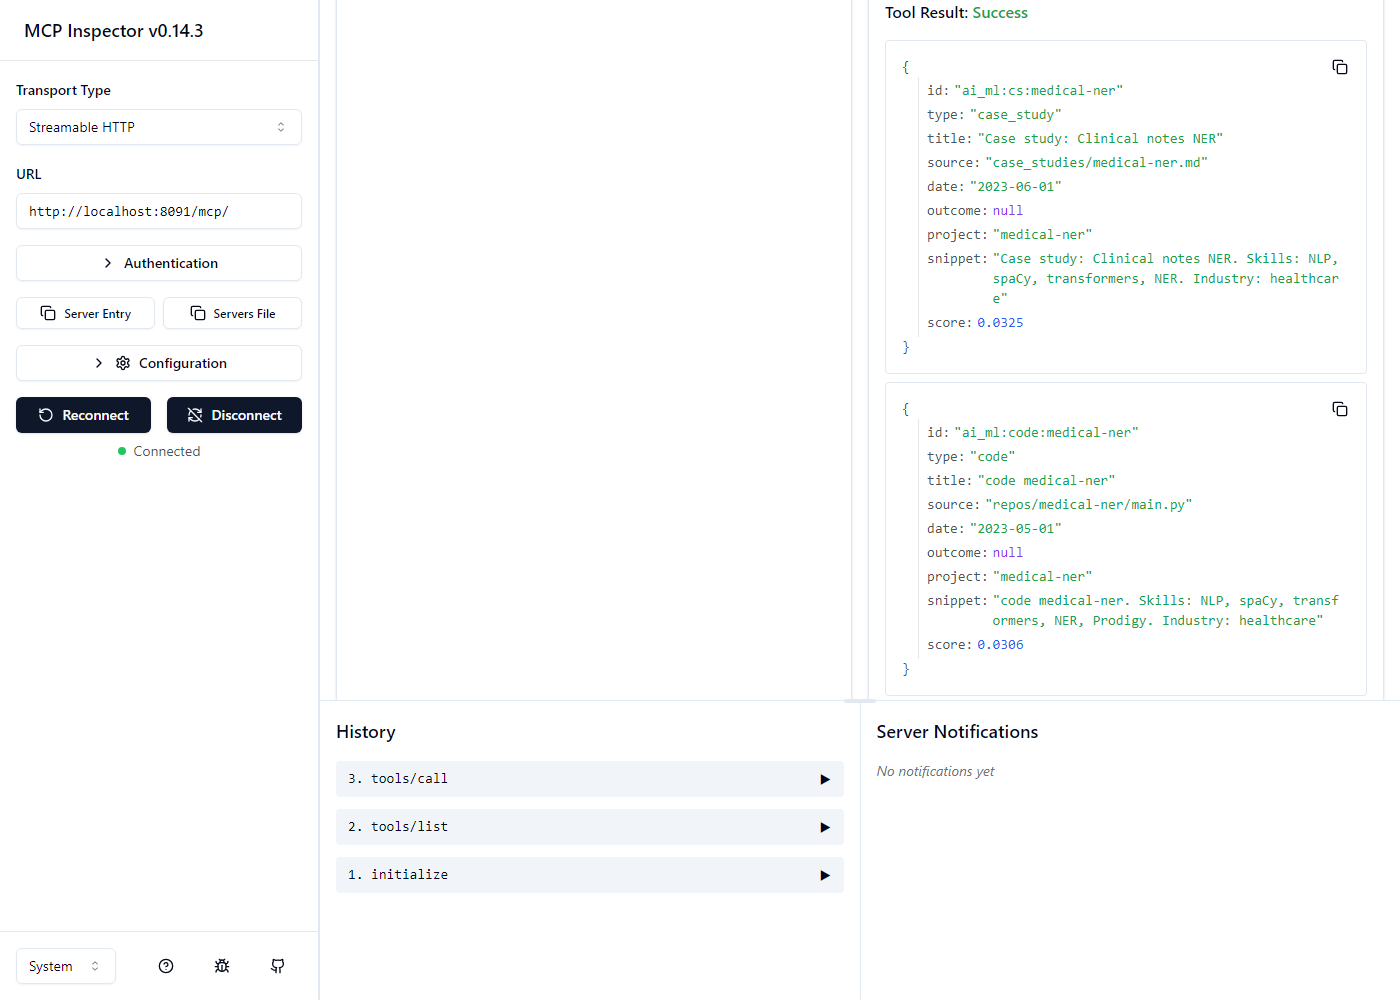 MCP Inspector v0.14.3
Transport Type
Streamable HTTP
URL
http://localhost:8091/mcp/
Authentication
Server Entry
Servers File
Configuration
Reconnect
Disconnect
Connected
System
Tool Result: Success
{
id: "ai_ml:cs:medical-ner"
type: "case_study"
title: "Case study: Clinical notes NER"
source: "case_studies/medical-ner.md"
date: "2023-06-01"
outcome: null
project: "medical-ner"
snippet: "Case study: Clinical notes NER. Skills: NLP,
spaCy, transformers, NER. Industry: healthcar
e"
score: 0.0325
}
{
id: "ai_ml:code:medical-ner"
type: "code"
title: "code medical-ner"
source: "repos/medical-ner/main.py"
date: "2023-05-01"
outcome: null
project: "medical-ner"
snippet: "code medical-ner. Skills: NLP, spaCy, transf
ormers, NER, Prodigy. Industry: healthcare"
score: 0.0306
}
History
3. tools/call
2. tools/list
1. initialize
Server Notifications
No notifications yet